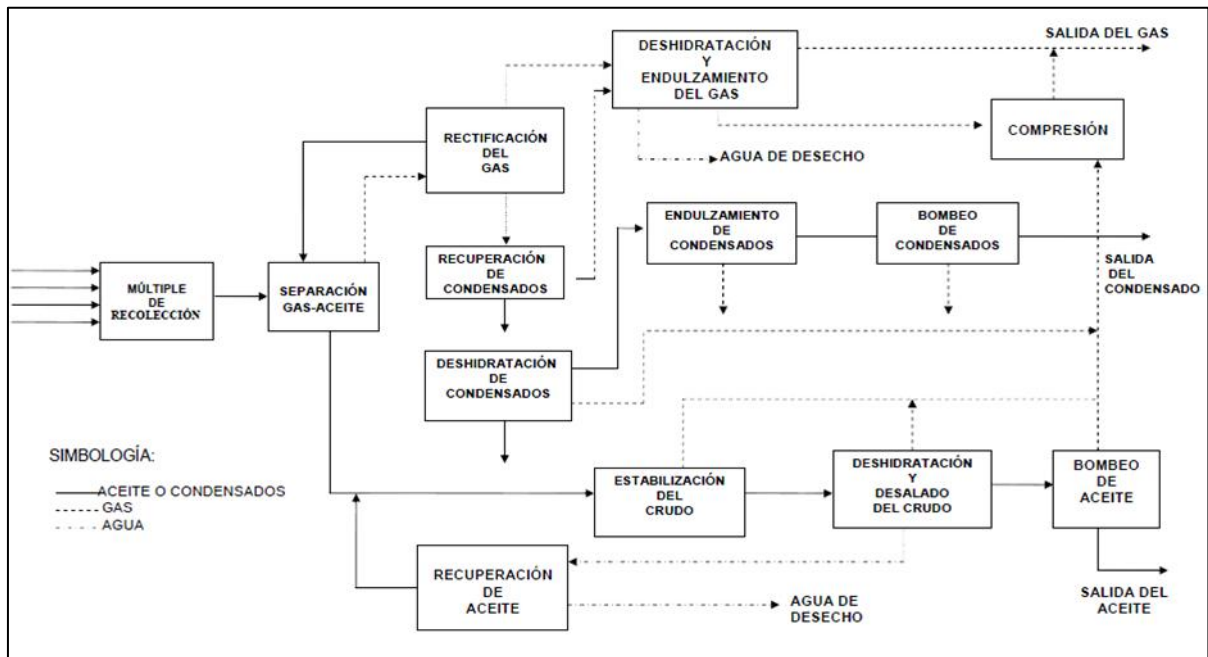 DESHIDRATACIÓN
Y
ENDULZAMIENTO
DEL GAS
SALIDA DEL GAS
RECTIFICACIÓN
DEL
GAS
COMPRESIÓN
AGUA DE DESECHO
ENDULZAMIENTO
DE
CONDENSADOS
BOMBEO
DE
CONDENSADOS
RECUPERACIÓN
DE
CONDENSADOS
SALIDA
DEL
CONDENSADO
MÚLTIPLE
DE
RECOLECCIÓN
SEPARACIÓN
GAS-ACEITE
DESHIDRATACIÓN
DE
CONDENSADOS
SIMBOLOGÍA:
ACEITE O CONDENSADOS
GAS
AGUA
ESTABILIZACIÓN
DEL
CRUDO
DESHIDRATACIÓN
Y
DESALADO
DEL CRUDO
BOMBEO
DE
ACEITE
RECUPERACIÓN
DE
ACEITE
AGUA DE
DESECHO
SALIDA DEL
ACEITE